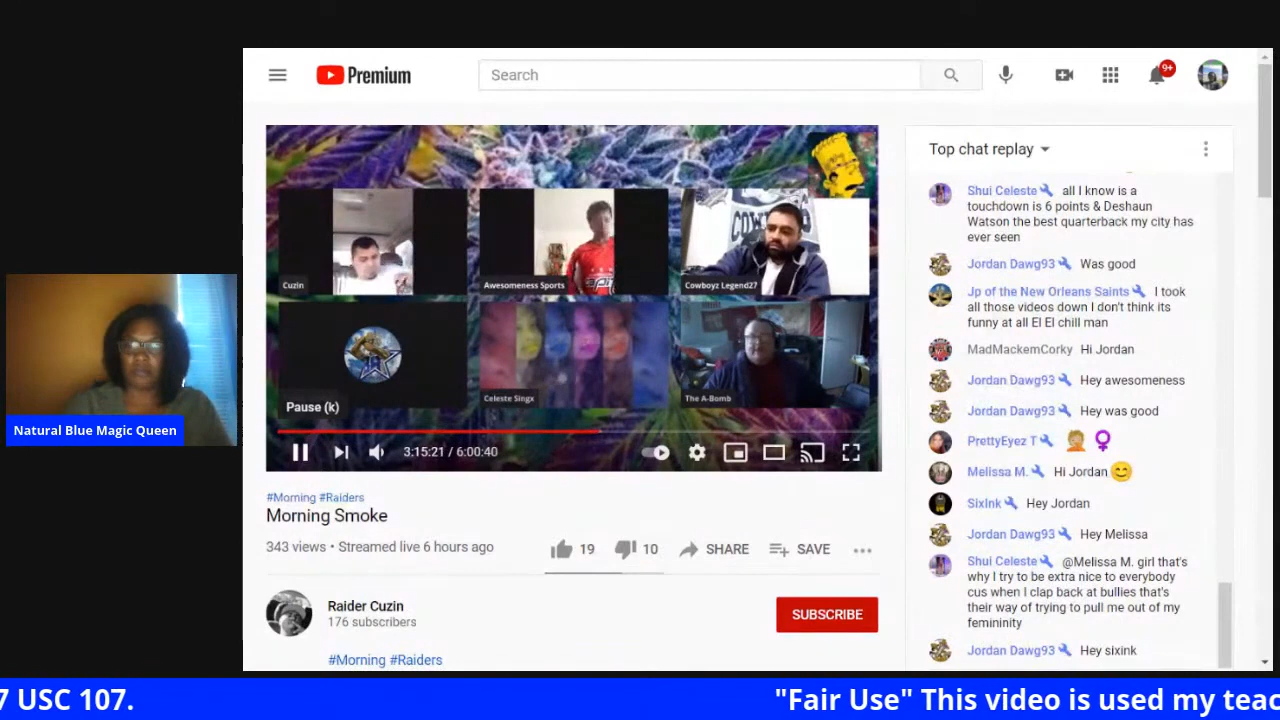 Premium
Search
9+
Cuzin
Awesomeness Sports
COWBOYS
Cowboyz Legend27
Pause (k)
Celeste Singx
The A-Bomb
3:15:21 / 6:00:40
#Morning #Raiders
Morning Smoke
343 views • Streamed live 6 hours ago
19
10
SHARE
SAVE
Raider Cuzin
176 subscribers
SUBSCRIBE
#Morning #Raiders
Top chat replay
Shui Celeste all I know is a
touchdown is 6 points & Deshaun
Watson the best quarterback my city has
ever seen
Jordan Dawg93 Was good
Jp of the New Orleans Saints I took
all those videos down I don't think its
funny at all El El chill man
MadMackemCorky Hi Jordan
Jordan Dawg93 Hey awesomeness
Jordan Dawg93 Hey was good
PrettyEyez T
Melissa M. Hi Jordan
SixInk Hey Jordan
Jordan Dawg93 Hey Melissa
Shui Celeste @Melissa M. girl that's
why I try to be extra nice to everybody
cus when I clap back at bullies that's
their way of trying to pull me out of my
femininity
Jordan Dawg93 Hey sixink
Natural Blue Magic Queen
7 USC 107. "Fair Use" This video is used my teac